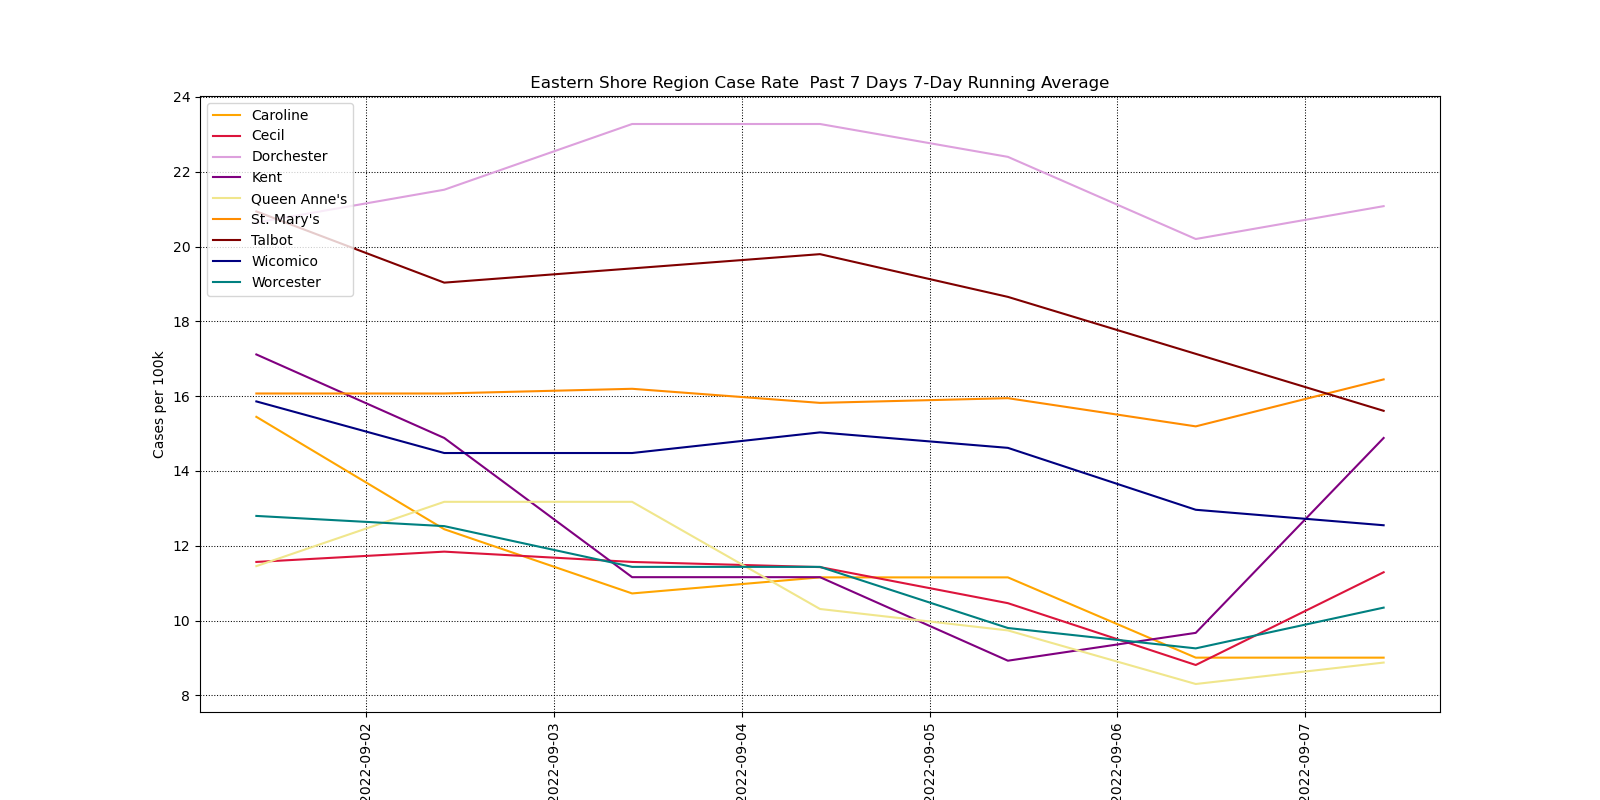 Eastern Shore Region Case Rate  Past 7 Days 7-Day Running Average
24
22
20
18
16
14
12
10
8
Cases per 100k
Caroline
Cecil
Dorchester
Kent
Queen Anne's
St. Mary's
Talbot
Wicomico
Worcester
2022-09-02
2022-09-03
2022-09-04
2022-09-05
2022-09-06
2022-09-07